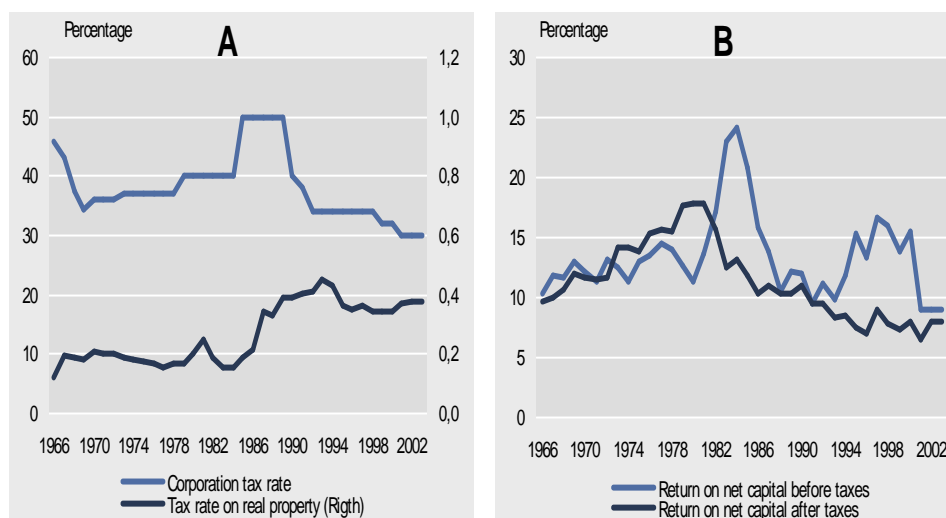 Percentage
A
60
50
40
30
20
10
0
1,2
1,0
0,8
0,6
0,4
0,2
0,0
1966 1970 1974 1978 1982 1986 1990 1994 1998 2002
Corporation tax rate
Tax rate on real property (Rigth)
Percentage
B
30
25
20
15
10
5
0
1966 1970 1974 1978 1982 1986 1990 1994 1998 2002
Return on net capital before taxes
Return on net capital after taxes